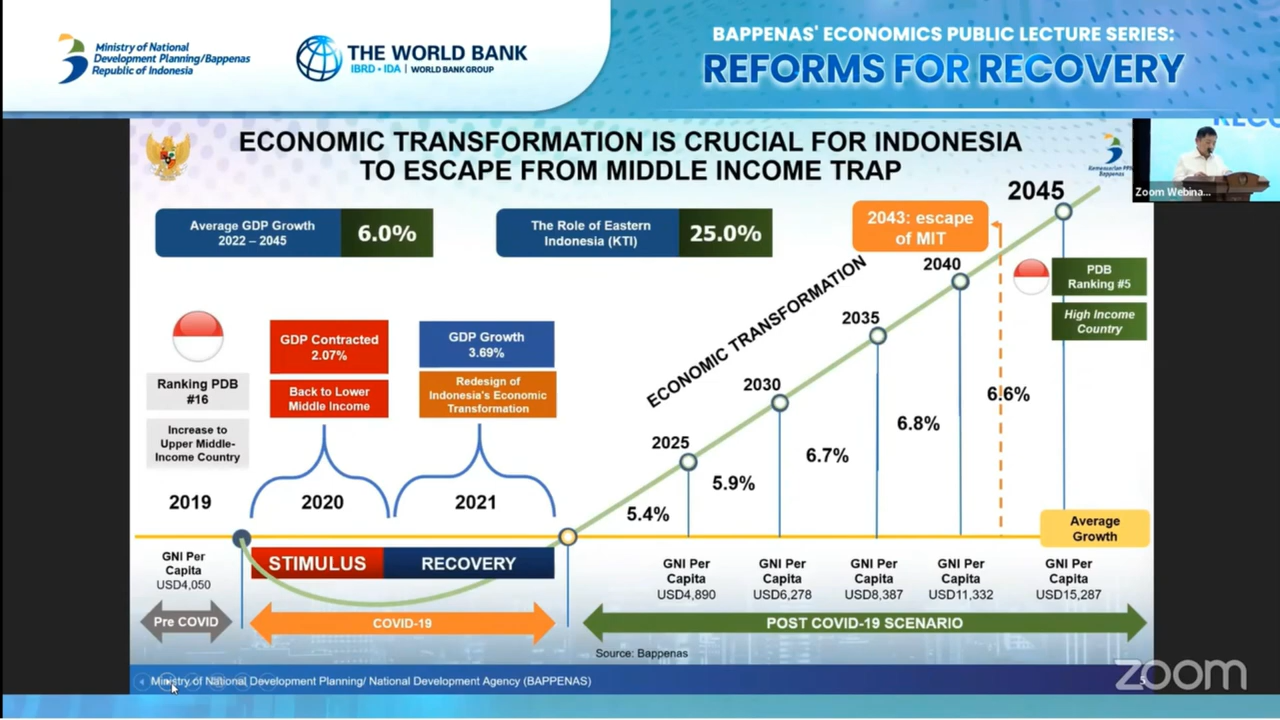 Ministry of National
Development Planning/Bappenas
Republic of Indonesia
THE WORLD BANK
IBRD • IDA | WORLD BANK GROUP
BAPPENAS' ECONOMICS PUBLIC LECTURE SERIES:
REFORMS FOR RECOVERY
ECONOMIC TRANSFORMATION IS CRUCIAL FOR INDONESIA
TO ESCAPE FROM MIDDLE INCOME TRAP
Bappenas
Zoom Webina...
Average GDP Growth
2022 – 2045
6.0%
The Role of Eastern
Indonesia (KTI)
25.0%
2043: escape
of MIT
2045
2040
2035
2030
2025
ECONOMIC TRANSFORMATION
PDB
Ranking #5
High Income
Country
Ranking PDB
#16
Increase to
Upper Middle-
Income Country
GDP Contracted
2.07%
Back to Lower
Middle Income
GDP Growth
3.69%
Redesign of
Indonesia's Economic
Transformation
2019
2020
2021
5.4%
5.9%
6.7%
6.8%
6.6%
Average
Growth
STIMULUS
RECOVERY
GNI Per
Capita
USD4,050
GNI Per
Capita
USD4,890
GNI Per
Capita
USD6,278
GNI Per
Capita
USD8,387
GNI Per
Capita
USD11,332
GNI Per
Capita
USD15,287
Pre COVID
COVID-19
POST COVID-19 SCENARIO
Source: Bappenas
Ministry of National Development Planning/ National Development Agency (BAPPENAS)
5
zoom